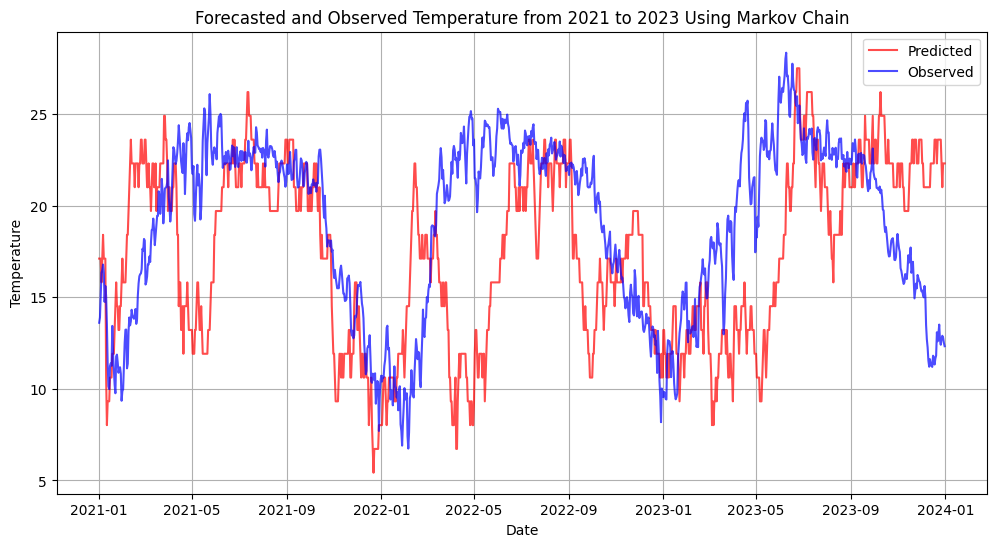 Forecasted and Observed Temperature from 2021 to 2023 Using Markov Chain
Predicted
Observed
Temperature
25
20
15
10
5
2021-01 2021-05 2021-09 2022-01 2022-05 2022-09 2023-01 2023-05 2023-09 2024-01
Date